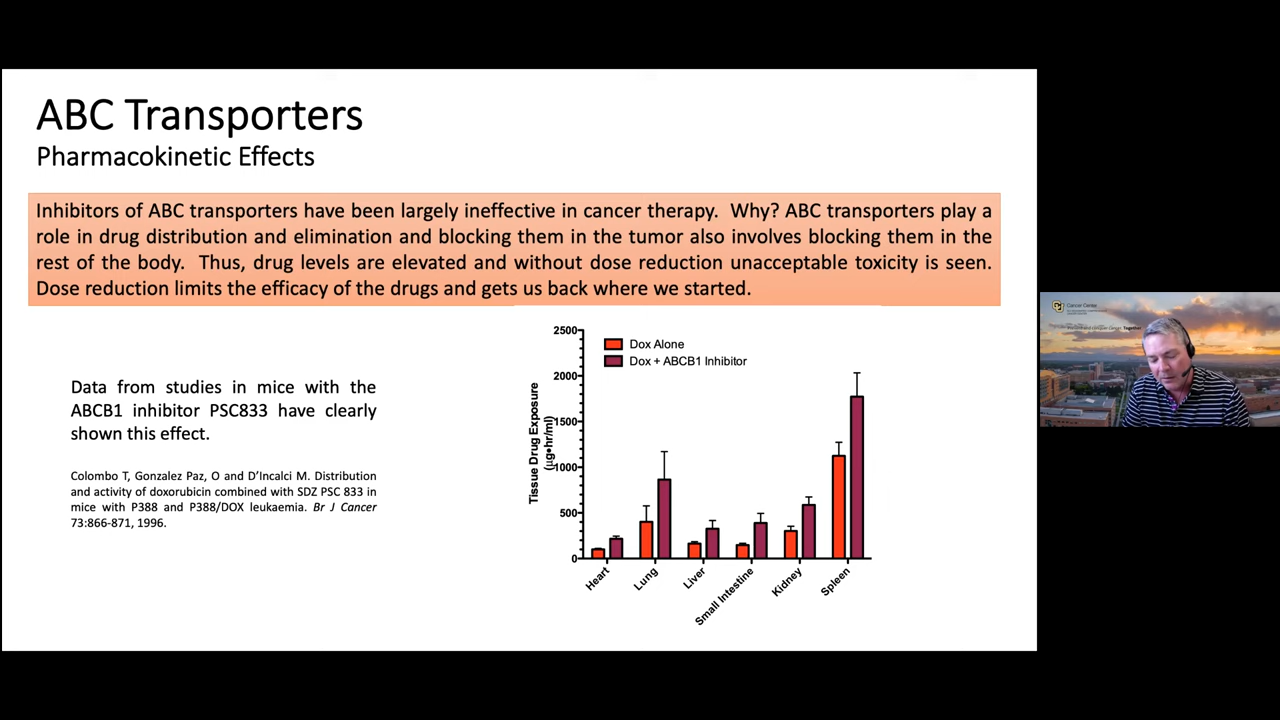 ABC Transporters
Pharmacokinetic Effects
Inhibitors of ABC transporters have been largely ineffective in cancer therapy. Why? ABC transporters play a
role in drug distribution and elimination and blocking them in the tumor also involves blocking them in the
rest of the body. Thus, drug levels are elevated and without dose reduction unacceptable toxicity is seen.
Dose reduction limits the efficacy of the drugs and gets us back where we started.
Data from studies in mice with the
ABCB1 inhibitor PSC833 have clearly
shown this effect.
Colombo T, Gonzalez Paz, O and D'Incalci M. Distribution
and activity of doxorubicin combined with SDZ PSC 833 in
mice with P388 and P388/DOX leukaemia. Br J Cancer
73:866-871, 1996.
Tissue Drug Exposure
(µg•hr/ml)
2500
2000
1500
1000
500
0
Dox Alone
Dox + ABCB1 Inhibitor
Heart
Lung
Liver
Small Intestine
Kidney
Spleen
Cancer Center